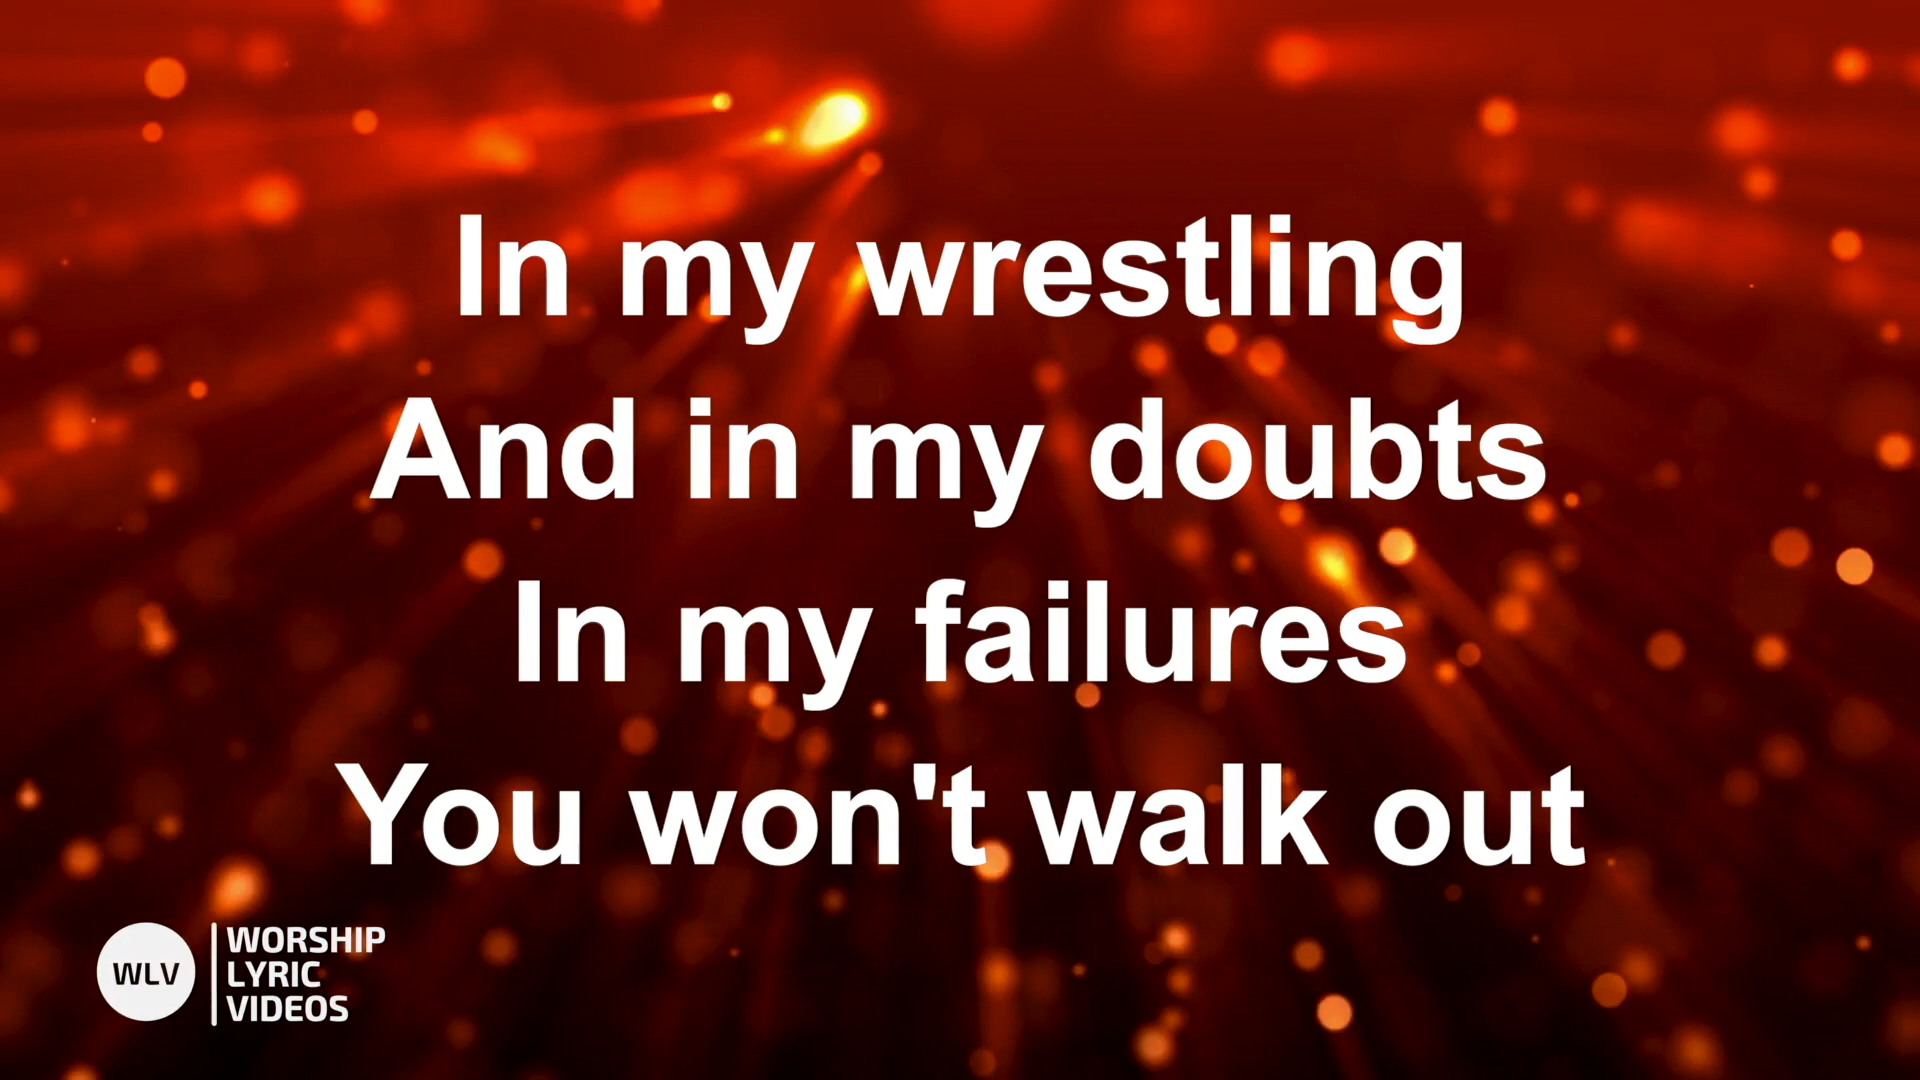 In my wrestling
And in my doubts
In my failures
You won't walk out
WLV
WORSHIP
LYRIC
VIDEOS